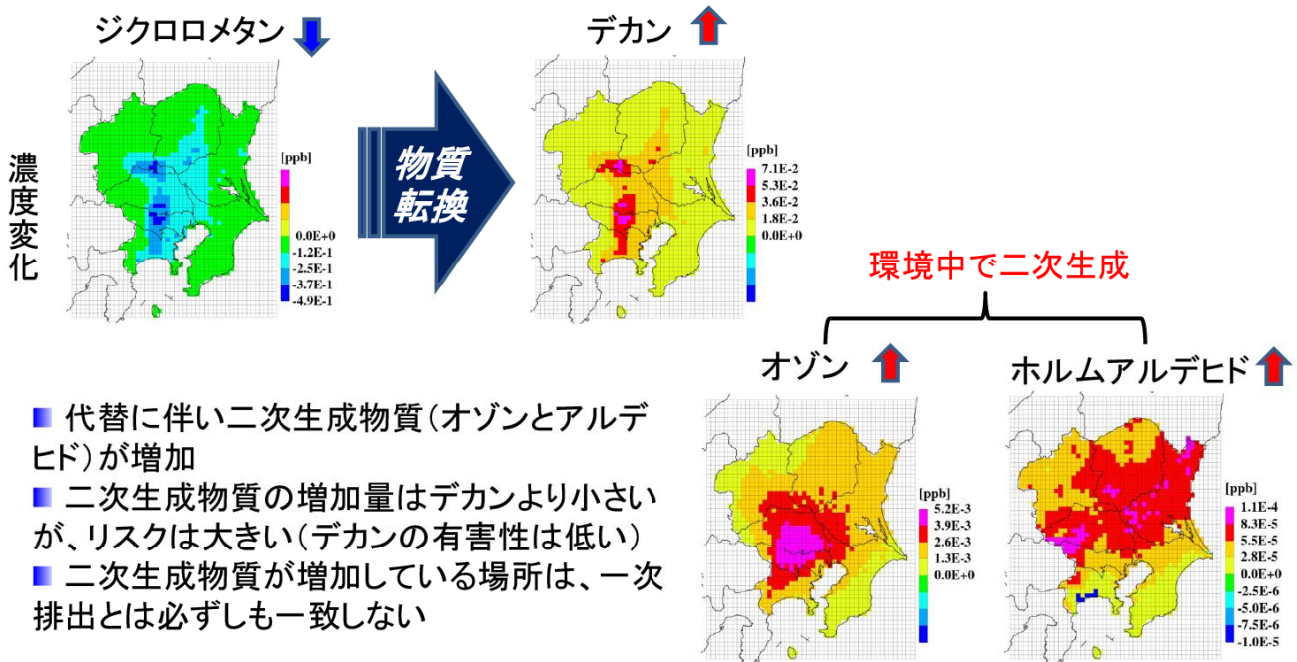 ジクロロメタン
デカン
濃度変化
[ppb]
0.0E+0
-1.2E-1
-2.5E-1
-3.7E-1
-4.9E-1
物質
転換
[ppb]
7.1E-2
5.3E-2
3.6E-2
1.8E-2
0.0E+0
環境中で二次生成
オゾン
ホルムアルデヒド
■ 代替に伴い二次生成物質(オゾンとアルデ
ヒド)が増加
■ 二次生成物質の増加量はデカンより小さい
が、リスクは大きい(デカンの有害性は低い)
■ 二次生成物質が増加している場所は、一次
排出とは必ずしも一致しない
[ppb]
5.2E-3
3.9E-3
2.6E-3
1.3E-3
0.0E+0
[ppb]
1.1E-4
8.3E-5
5.5E-5
2.8E-5
0.0E+0
-2.5E-6
-5.0E-6
-7.5E-6
-1.0E-5